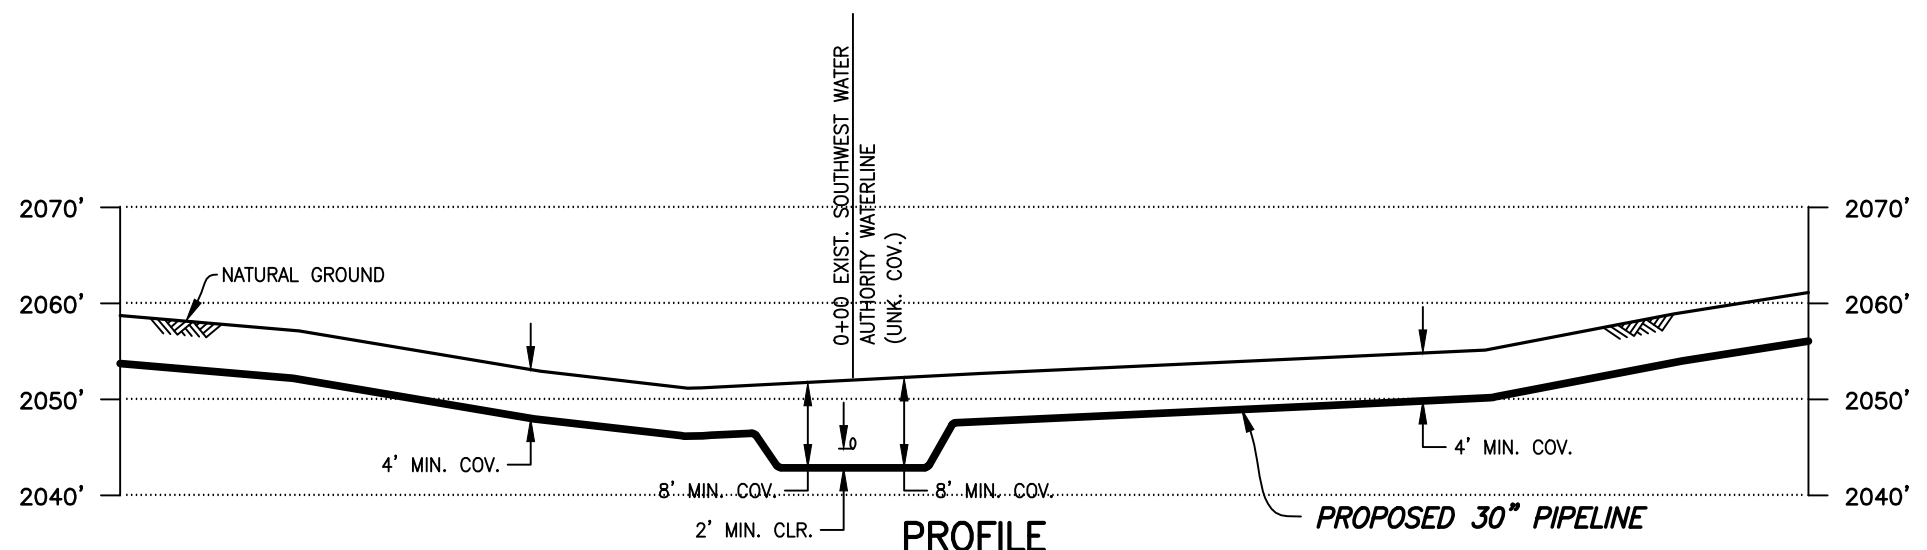 0+00 EXIST. SOUTHWEST WATER
AUTHORITY WATERLINE
(UNK. COV.)
2070'
2070'
NATURAL GROUND
2060'
2060'
2050'
2050'
4' MIN. COV.
4' MIN. COV.
8' MIN. COV.
8' MIN. COV.
2040'
2040'
2' MIN. CLR.
PROPOSED 30" PIPELINE
PROFILE